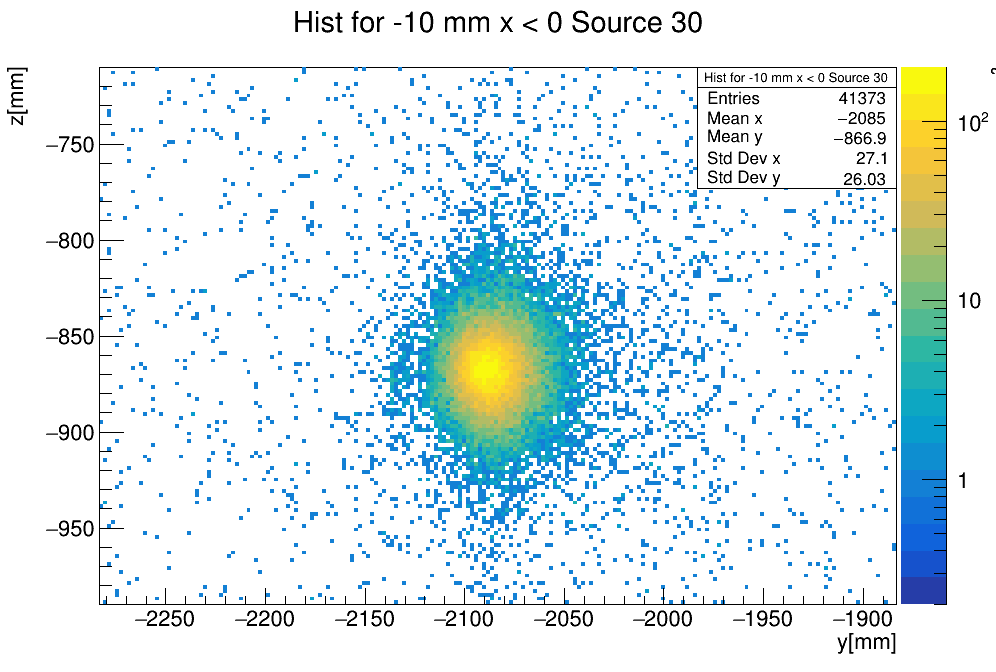 Hist for -10 mm x < 0 Source 30
z[mm]
Hist for -10 mm x < 0 Source 30
Entries 41373
Mean x −2085
Mean y −866.9
Std Dev x 27.1
Std Dev y 26.03
−750
−800
−850
−900
−950
10²
10
1
−2250 −2200 −2150 −2100 −2050 −2000 −1950 −1900
y[mm]